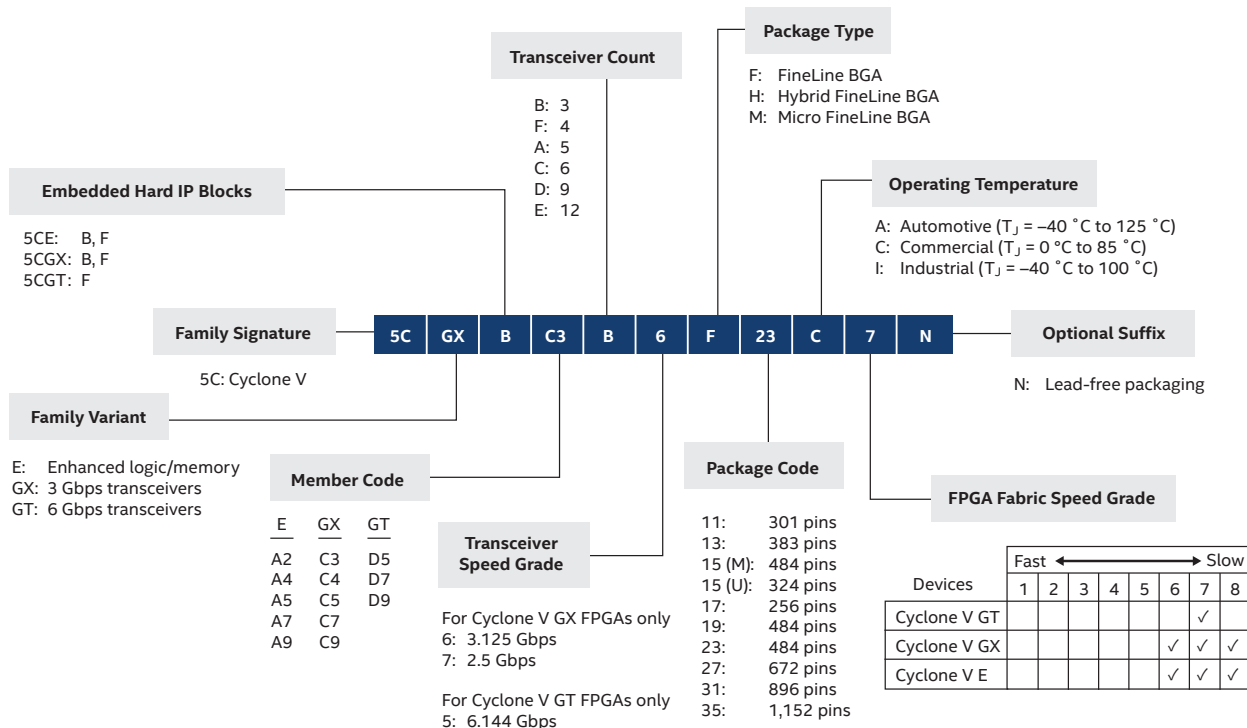 Package Type
F: FineLine BGA
H: Hybrid FineLine BGA
M: Micro FineLine BGA
Transceiver Count
B: 3
F: 4
A: 5
C: 6
D: 9
E: 12
Embedded Hard IP Blocks
5CE: B, F
5CGX: B, F
5CGT: F
Operating Temperature
A: Automotive (TJ = –40 ˚C to 125 ˚C)
C: Commercial (TJ = 0 °C to 85 ˚C)
I: Industrial (TJ = –40 ˚C to 100 ˚C)
Family Signature
5C: Cyclone V
5C GX B C3 B 6 F 23 C 7 N
Optional Suffix
N: Lead-free packaging
Family Variant
E: Enhanced logic/memory
GX: 3 Gbps transceivers
GT: 6 Gbps transceivers
Member Code
E GX GT
A2 C3 D5
A4 C4 D7
A5 C5 D9
A7 C7
A9 C9
Transceiver
Speed Grade
For Cyclone V GX FPGAs only
6: 3.125 Gbps
7: 2.5 Gbps
For Cyclone V GT FPGAs only
5: 6.144 Gbps
Package Code
11: 301 pins
13: 383 pins
15 (M): 484 pins
15 (U): 324 pins
17: 256 pins
19: 484 pins
23: 484 pins
27: 672 pins
31: 896 pins
35: 1,152 pins
FPGA Fabric Speed Grade
Fast Slow
Devices 1 2 3 4 5 6 7 8
Cyclone V GT ✓
Cyclone V GX ✓ ✓ ✓
Cyclone V E ✓ ✓ ✓